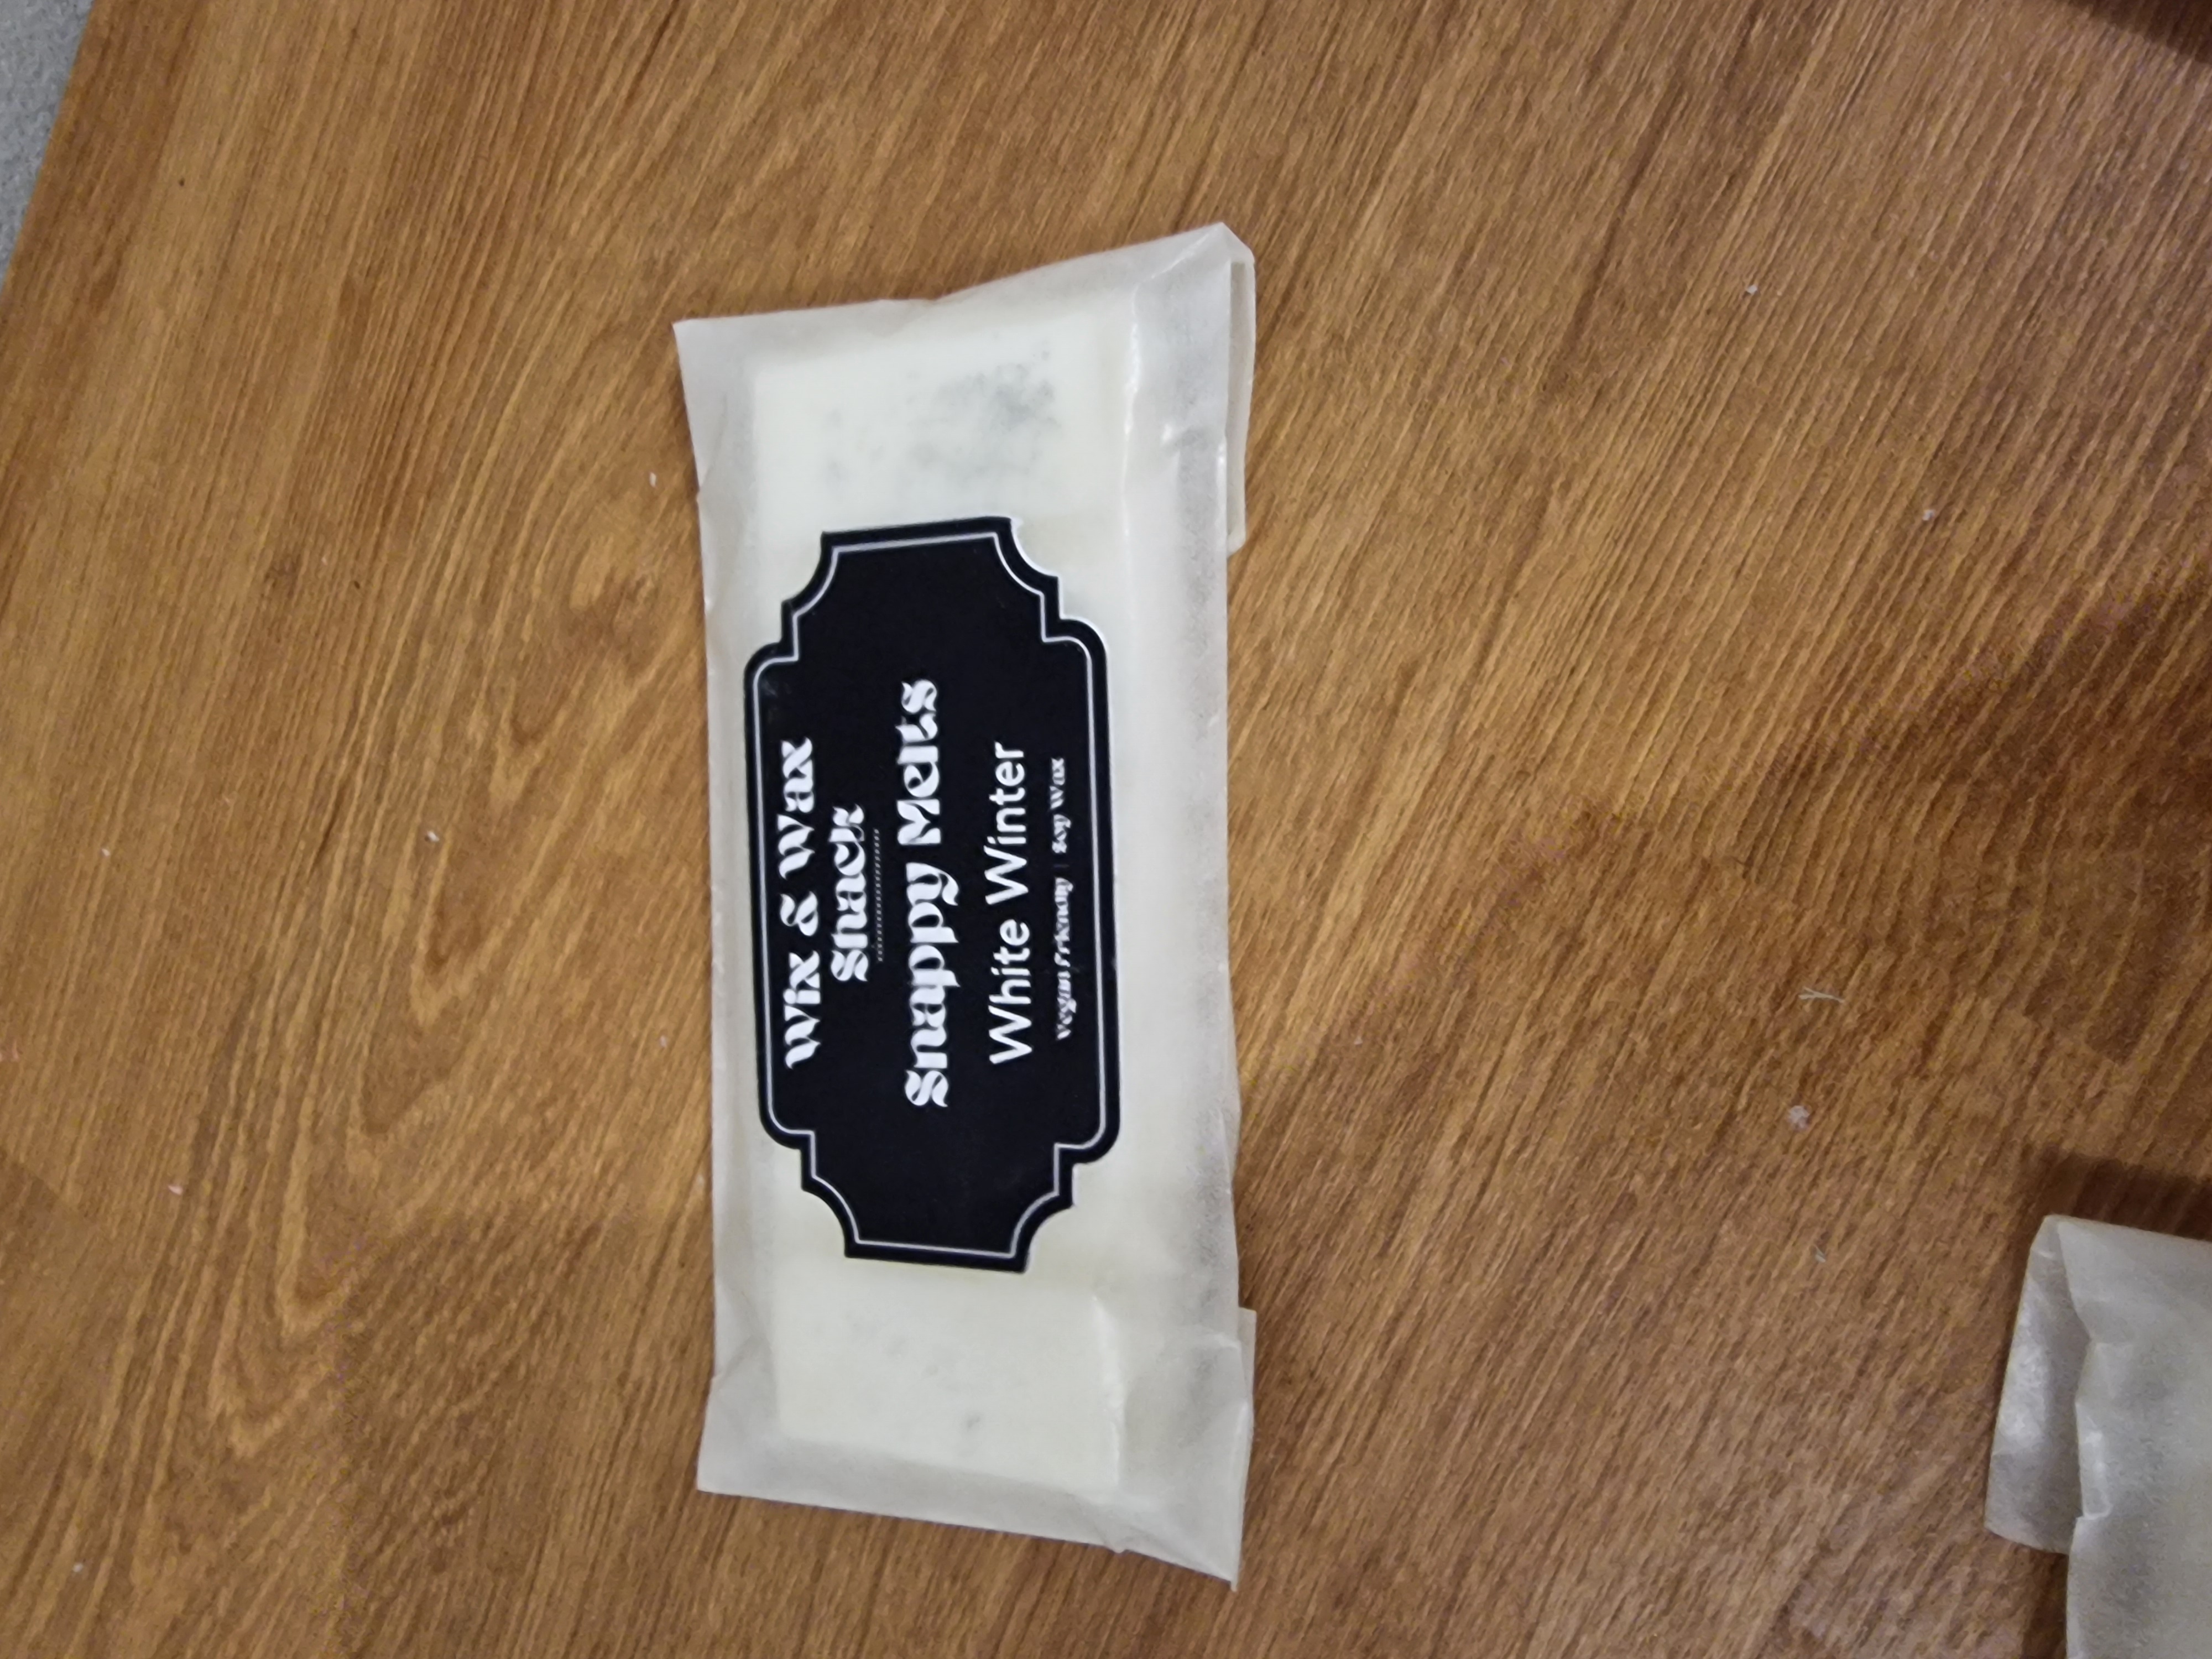 Wix & Wax
Shack
Snappy Melts
White Winter
Vegan Friendly | Soy Wax